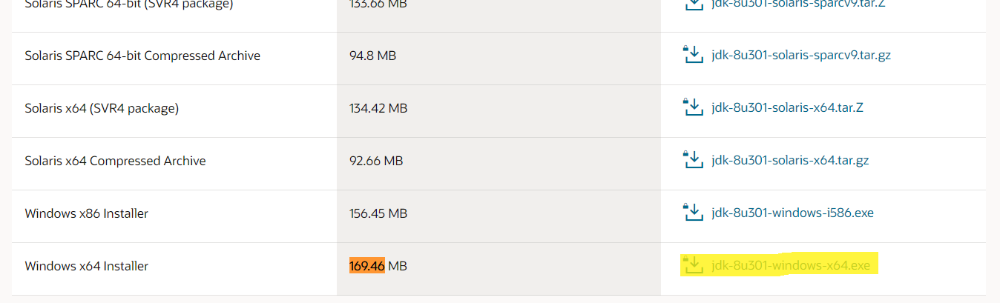 Solaris SPARC 64-bit (SVR4 package) 133.66 MB jdk-8u301-solaris-sparcv9.tar.Z
Solaris SPARC 64-bit Compressed Archive 94.8 MB jdk-8u301-solaris-sparcv9.tar.gz
Solaris x64 (SVR4 package) 134.42 MB jdk-8u301-solaris-x64.tar.Z
Solaris x64 Compressed Archive 92.66 MB jdk-8u301-solaris-x64.tar.gz
Windows x86 Installer 156.45 MB jdk-8u301-windows-i586.exe
Windows x64 Installer 169.46 MB jdk-8u301-windows-x64.exe